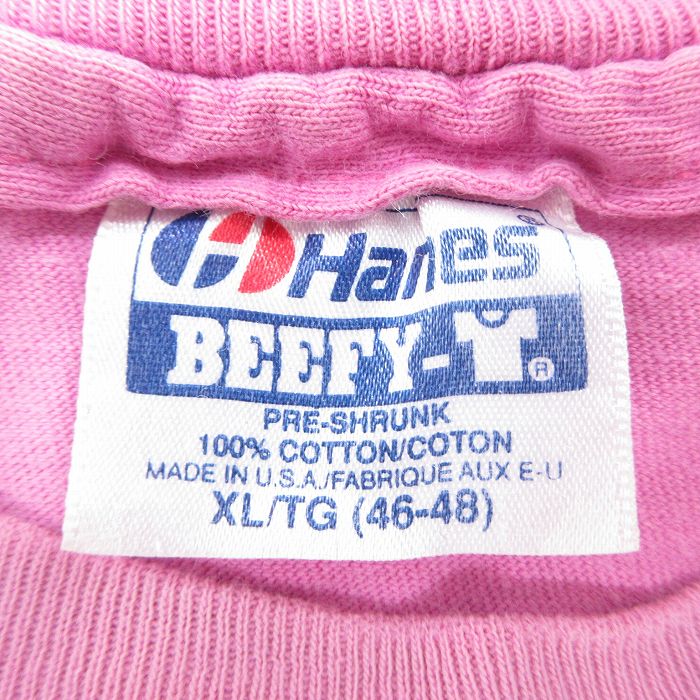 Hanes®
BEEFY-®
PRE-SHRUNK
100% COTTON/COTON
MADE IN U.S.A./FABRIQUE AUX E-U
XL/TG (46-48)